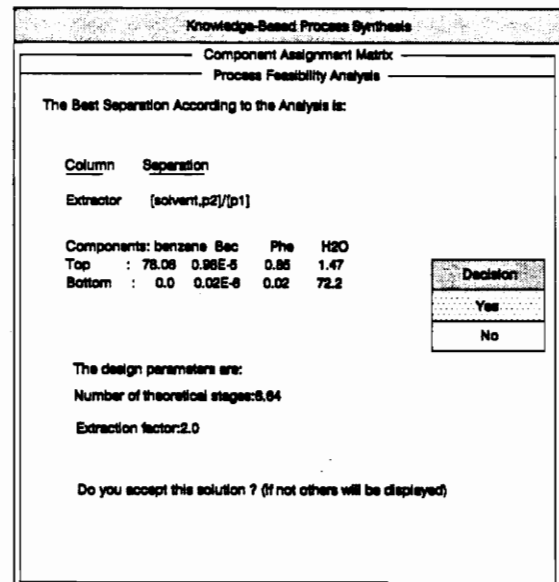 Knowledge-Based Process Synthesis
Component Assignment Matrix
Process Feasibility Analysis
The Best Separation According to the Analysis is:
Column Separation
Extractor [solvent,p2]/[p1]
Components: benzene Bac Phe H2O
Top : 78.08 0.98E-5 0.85 1.47
Bottom : 0.0 0.02E-6 0.02 72.2
Decision
Yes
No
The design parameters are:
Number of theoretical stages:6,64
Extraction factor:2.0
Do you accept this solution ? (if not others will be displayed)